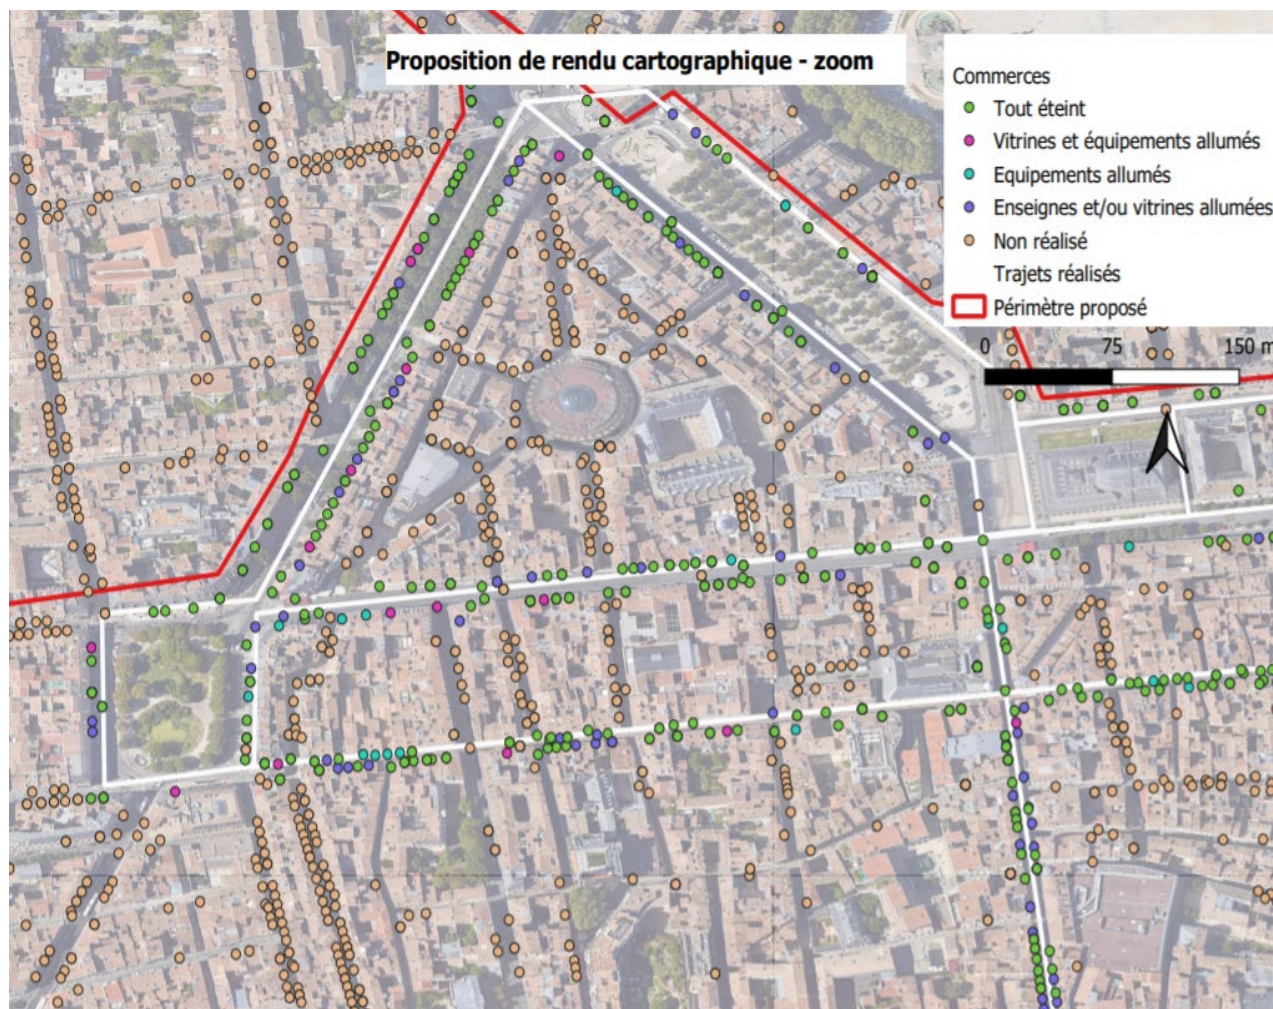 Proposition de rendu cartographique - zoom
Commerces
Tout éteint
Vitrines et équipements allumés
Equipements allumés
Enseignes et/ou vitrines allumées
Non réalisé
Trajets réalisés
Périmètre proposé
0 75 150 m